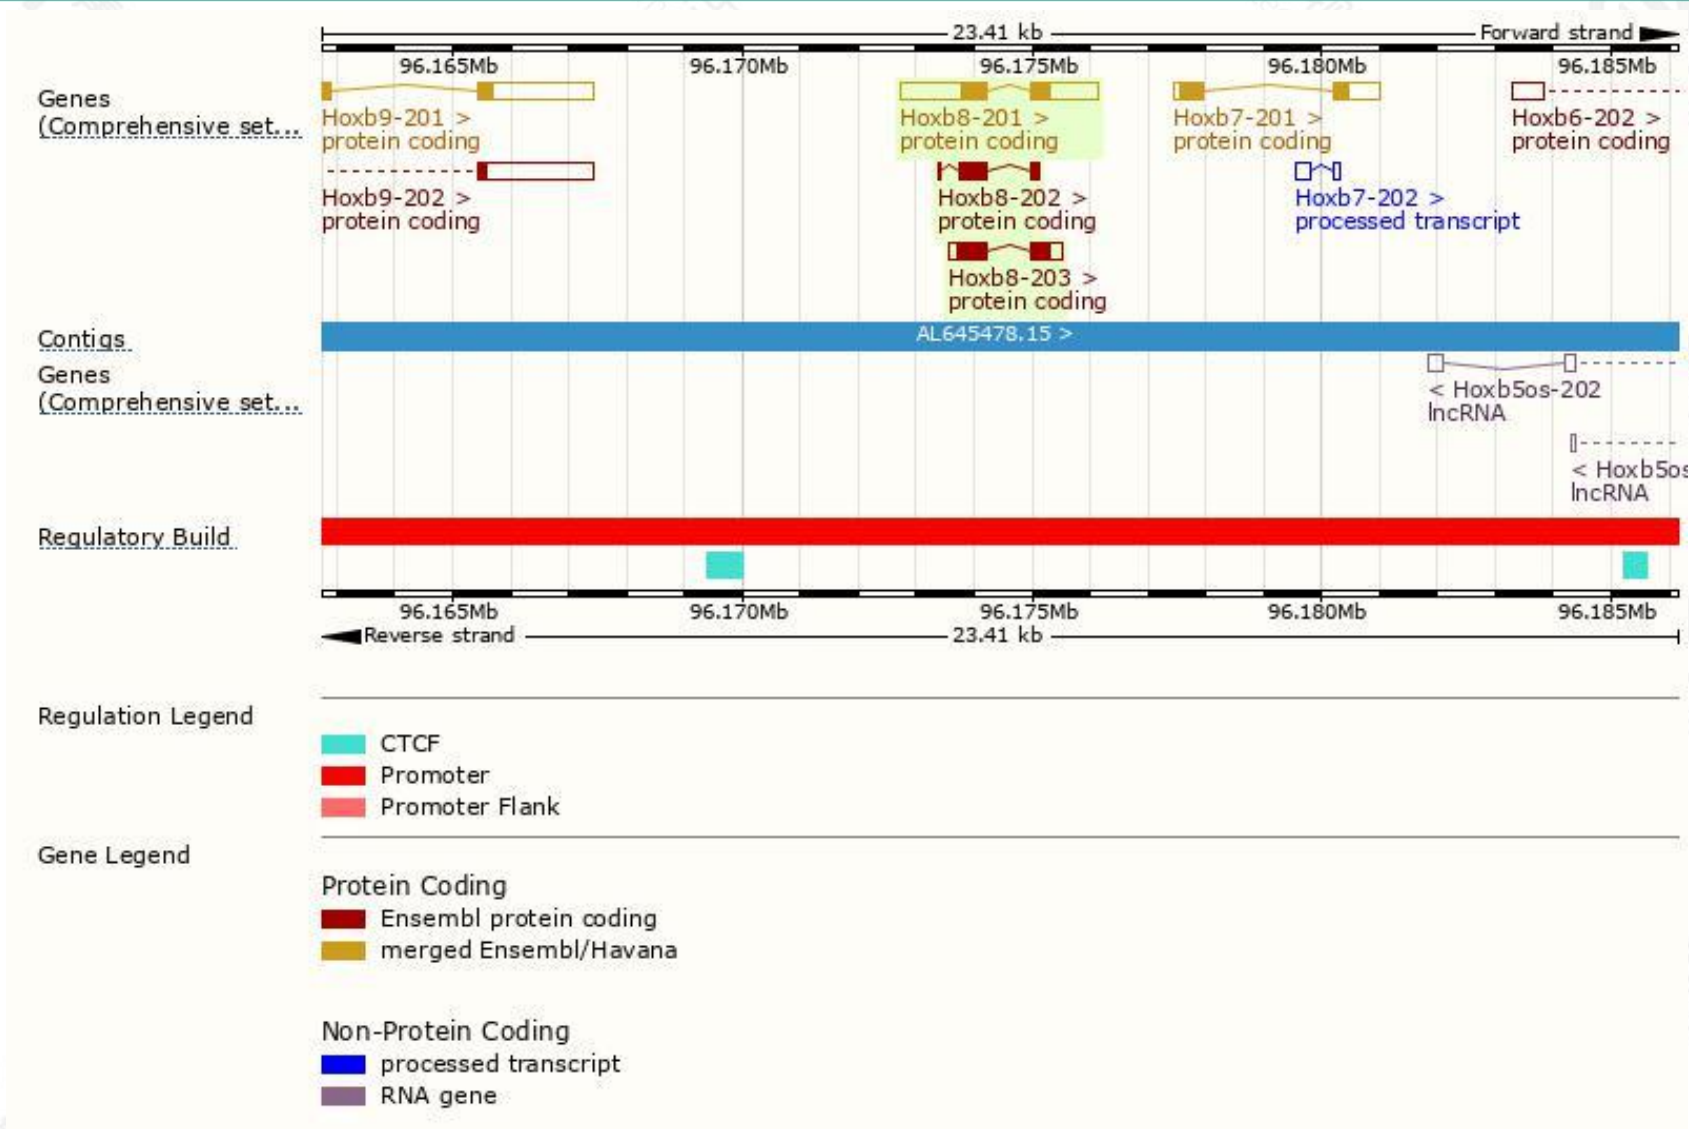 23.41 kb Forward strand
96.165Mb 96.170Mb 96.175Mb 96.180Mb 96.185Mb
Genes
(Comprehensive set...
Hoxb9-201 > Hoxb8-201 > Hoxb7-201 > Hoxb6-202 >
protein coding protein coding protein coding protein coding
Hoxb9-202 > Hoxb8-202 > Hoxb7-202 >
protein coding protein coding processed transcript
Hoxb8-203 >
protein coding
Contigs AL645478.15 >
Genes
(Comprehensive set...
< Hoxb5os-202
lncRNA
< Hoxb5os
lncRNA
Regulatory Build
96.165Mb 96.170Mb 96.175Mb 96.180Mb 96.185Mb
Reverse strand 23.41 kb
Regulation Legend
CTCF
Promoter
Promoter Flank
Gene Legend
Protein Coding
Ensembl protein coding
merged Ensembl/Havana
Non-Protein Coding
processed transcript
RNA gene